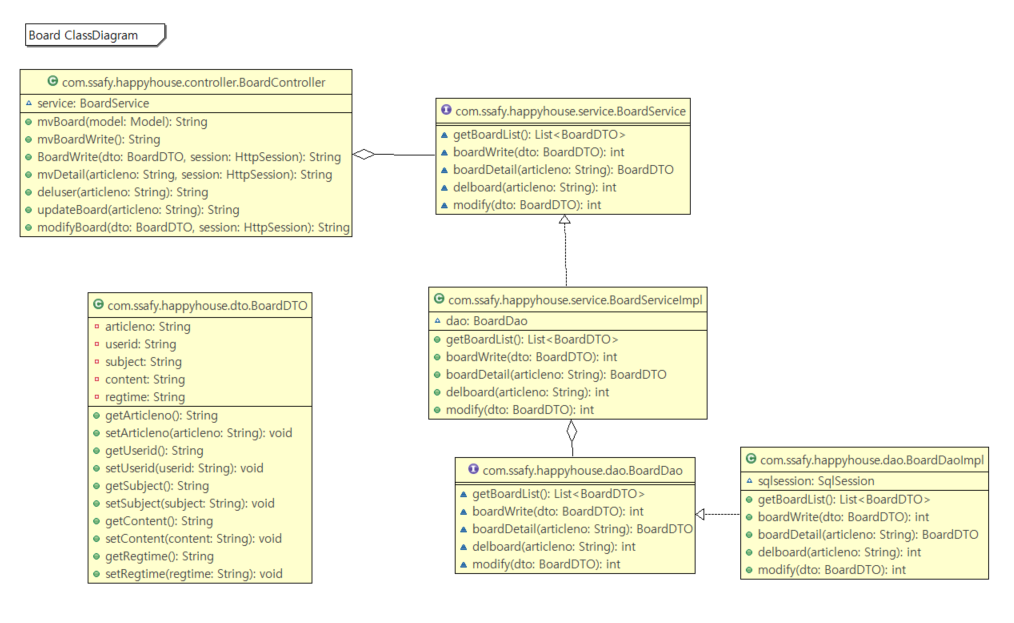 Board ClassDiagram
com.ssafy.happyhouse.controller.BoardController
service: BoardService
mvBoard(model: Model): String
mvBoardWrite(): String
BoardWrite(dto: BoardDTO, session: HttpSession): String
mvDetail(articleno: String, session: HttpSession): String
deluser(articleno: String): String
updateBoard(articleno: String): String
modifyBoard(dto: BoardDTO, session: HttpSession): String
com.ssafy.happyhouse.service.BoardService
getBoardList(): List<BoardDTO>
boardWrite(dto: BoardDTO): int
boardDetail(articleno: String): BoardDTO
delboard(articleno: String): int
modify(dto: BoardDTO): int
com.ssafy.happyhouse.dto.BoardDTO
articleno: String
userid: String
subject: String
content: String
regtime: String
getArticleno(): String
setArticleno(articleno: String): void
getUserid(): String
setUserid(userid: String): void
getSubject(): String
setSubject(subject: String): void
getContent(): String
setContent(content: String): void
getRegtime(): String
setRegtime(regtime: String): void
com.ssafy.happyhouse.service.BoardServiceImpl
dao: BoardDao
getBoardList(): List<BoardDTO>
boardWrite(dto: BoardDTO): int
boardDetail(articleno: String): BoardDTO
delboard(articleno: String): int
modify(dto: BoardDTO): int
com.ssafy.happyhouse.dao.BoardDao
getBoardList(): List<BoardDTO>
boardWrite(dto: BoardDTO): int
boardDetail(articleno: String): BoardDTO
delboard(articleno: String): int
modify(dto: BoardDTO): int
com.ssafy.happyhouse.dao.BoardDaoImpl
sqlsession: SqlSession
getBoardList(): List<BoardDTO>
boardWrite(dto: BoardDTO): int
boardDetail(articleno: String): BoardDTO
delboard(articleno: String): int
modify(dto: BoardDTO): int